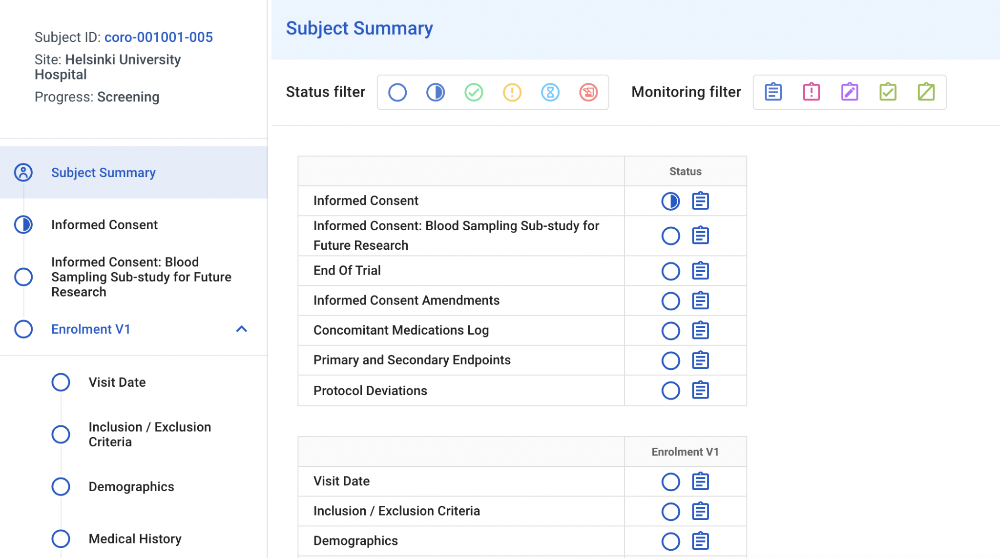 Subject ID: coro-001001-005
Site: Helsinki University
Hospital
Progress: Screening
Subject Summary
Informed Consent
Informed Consent: Blood
Sampling Sub-study for Future
Research
Enrolment V1
Visit Date
Inclusion / Exclusion
Criteria
Demographics
Medical History
Subject Summary
Status filter
Monitoring filter
Status
Informed Consent
Informed Consent: Blood Sampling Sub-study for
Future Research
End Of Trial
Informed Consent Amendments
Concomitant Medications Log
Primary and Secondary Endpoints
Protocol Deviations
Enrolment V1
Visit Date
Inclusion / Exclusion Criteria
Demographics